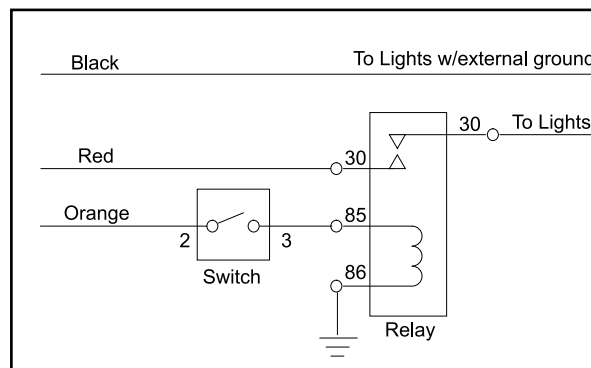 Black
To Lights w/external ground
30
To Lights
Red
30
Orange
85
2
3
Switch
86
Relay